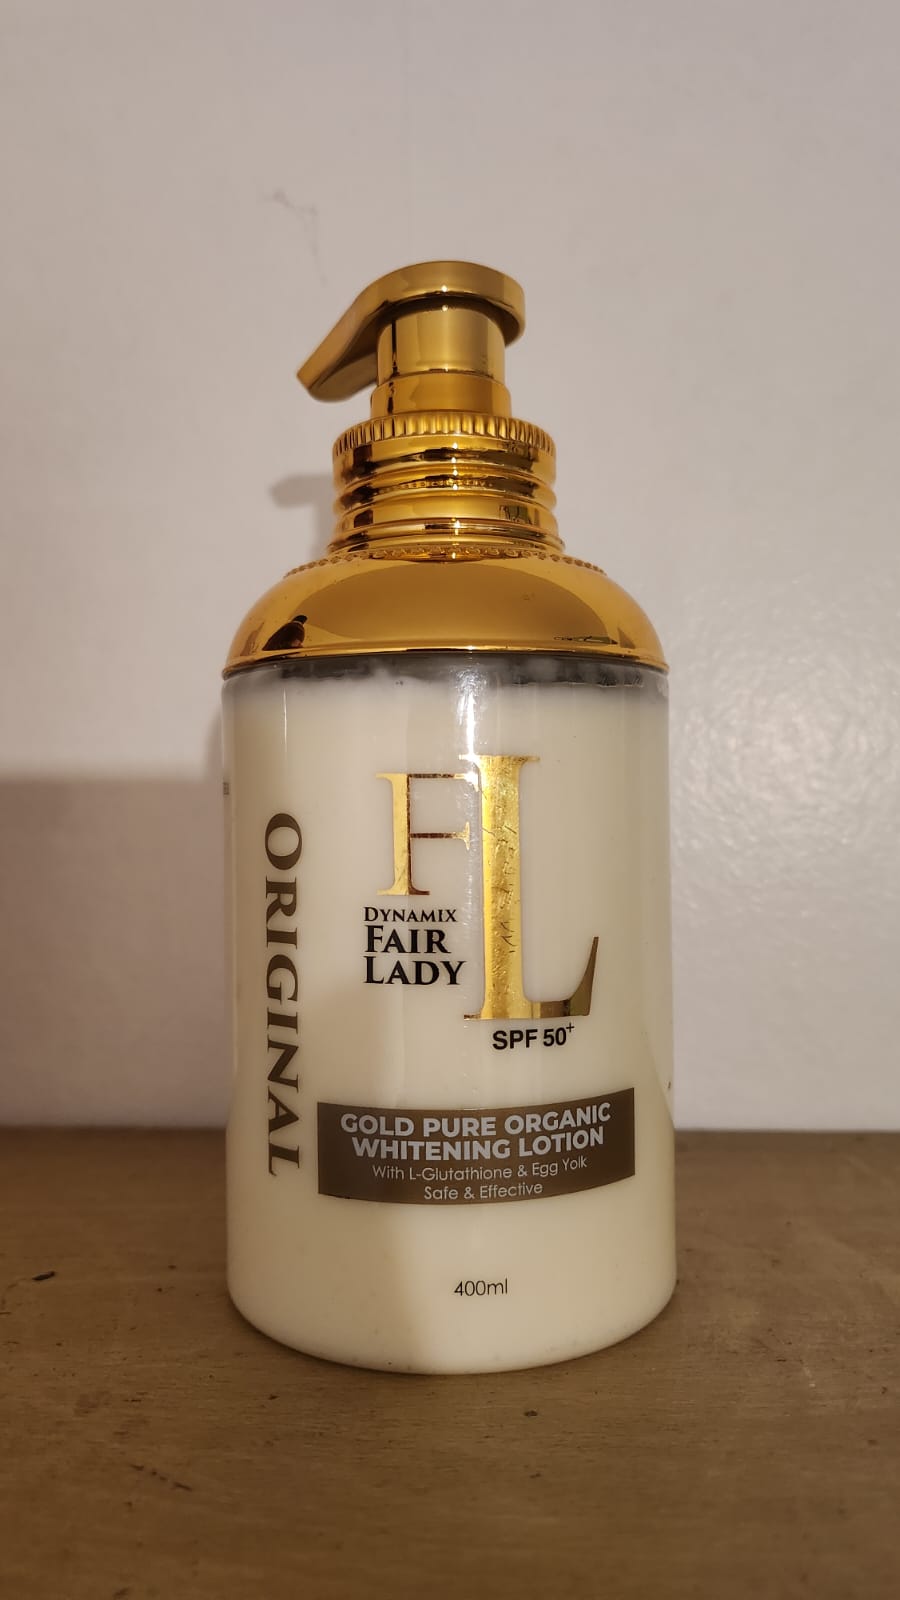 FL
DYNAMIX
FAIR
LADY
SPF 50+
ORIGINAL
GOLD PURE ORGANIC
WHITENING LOTION
With L-Glutathione & Egg Yolk
Safe & Effective
400ml